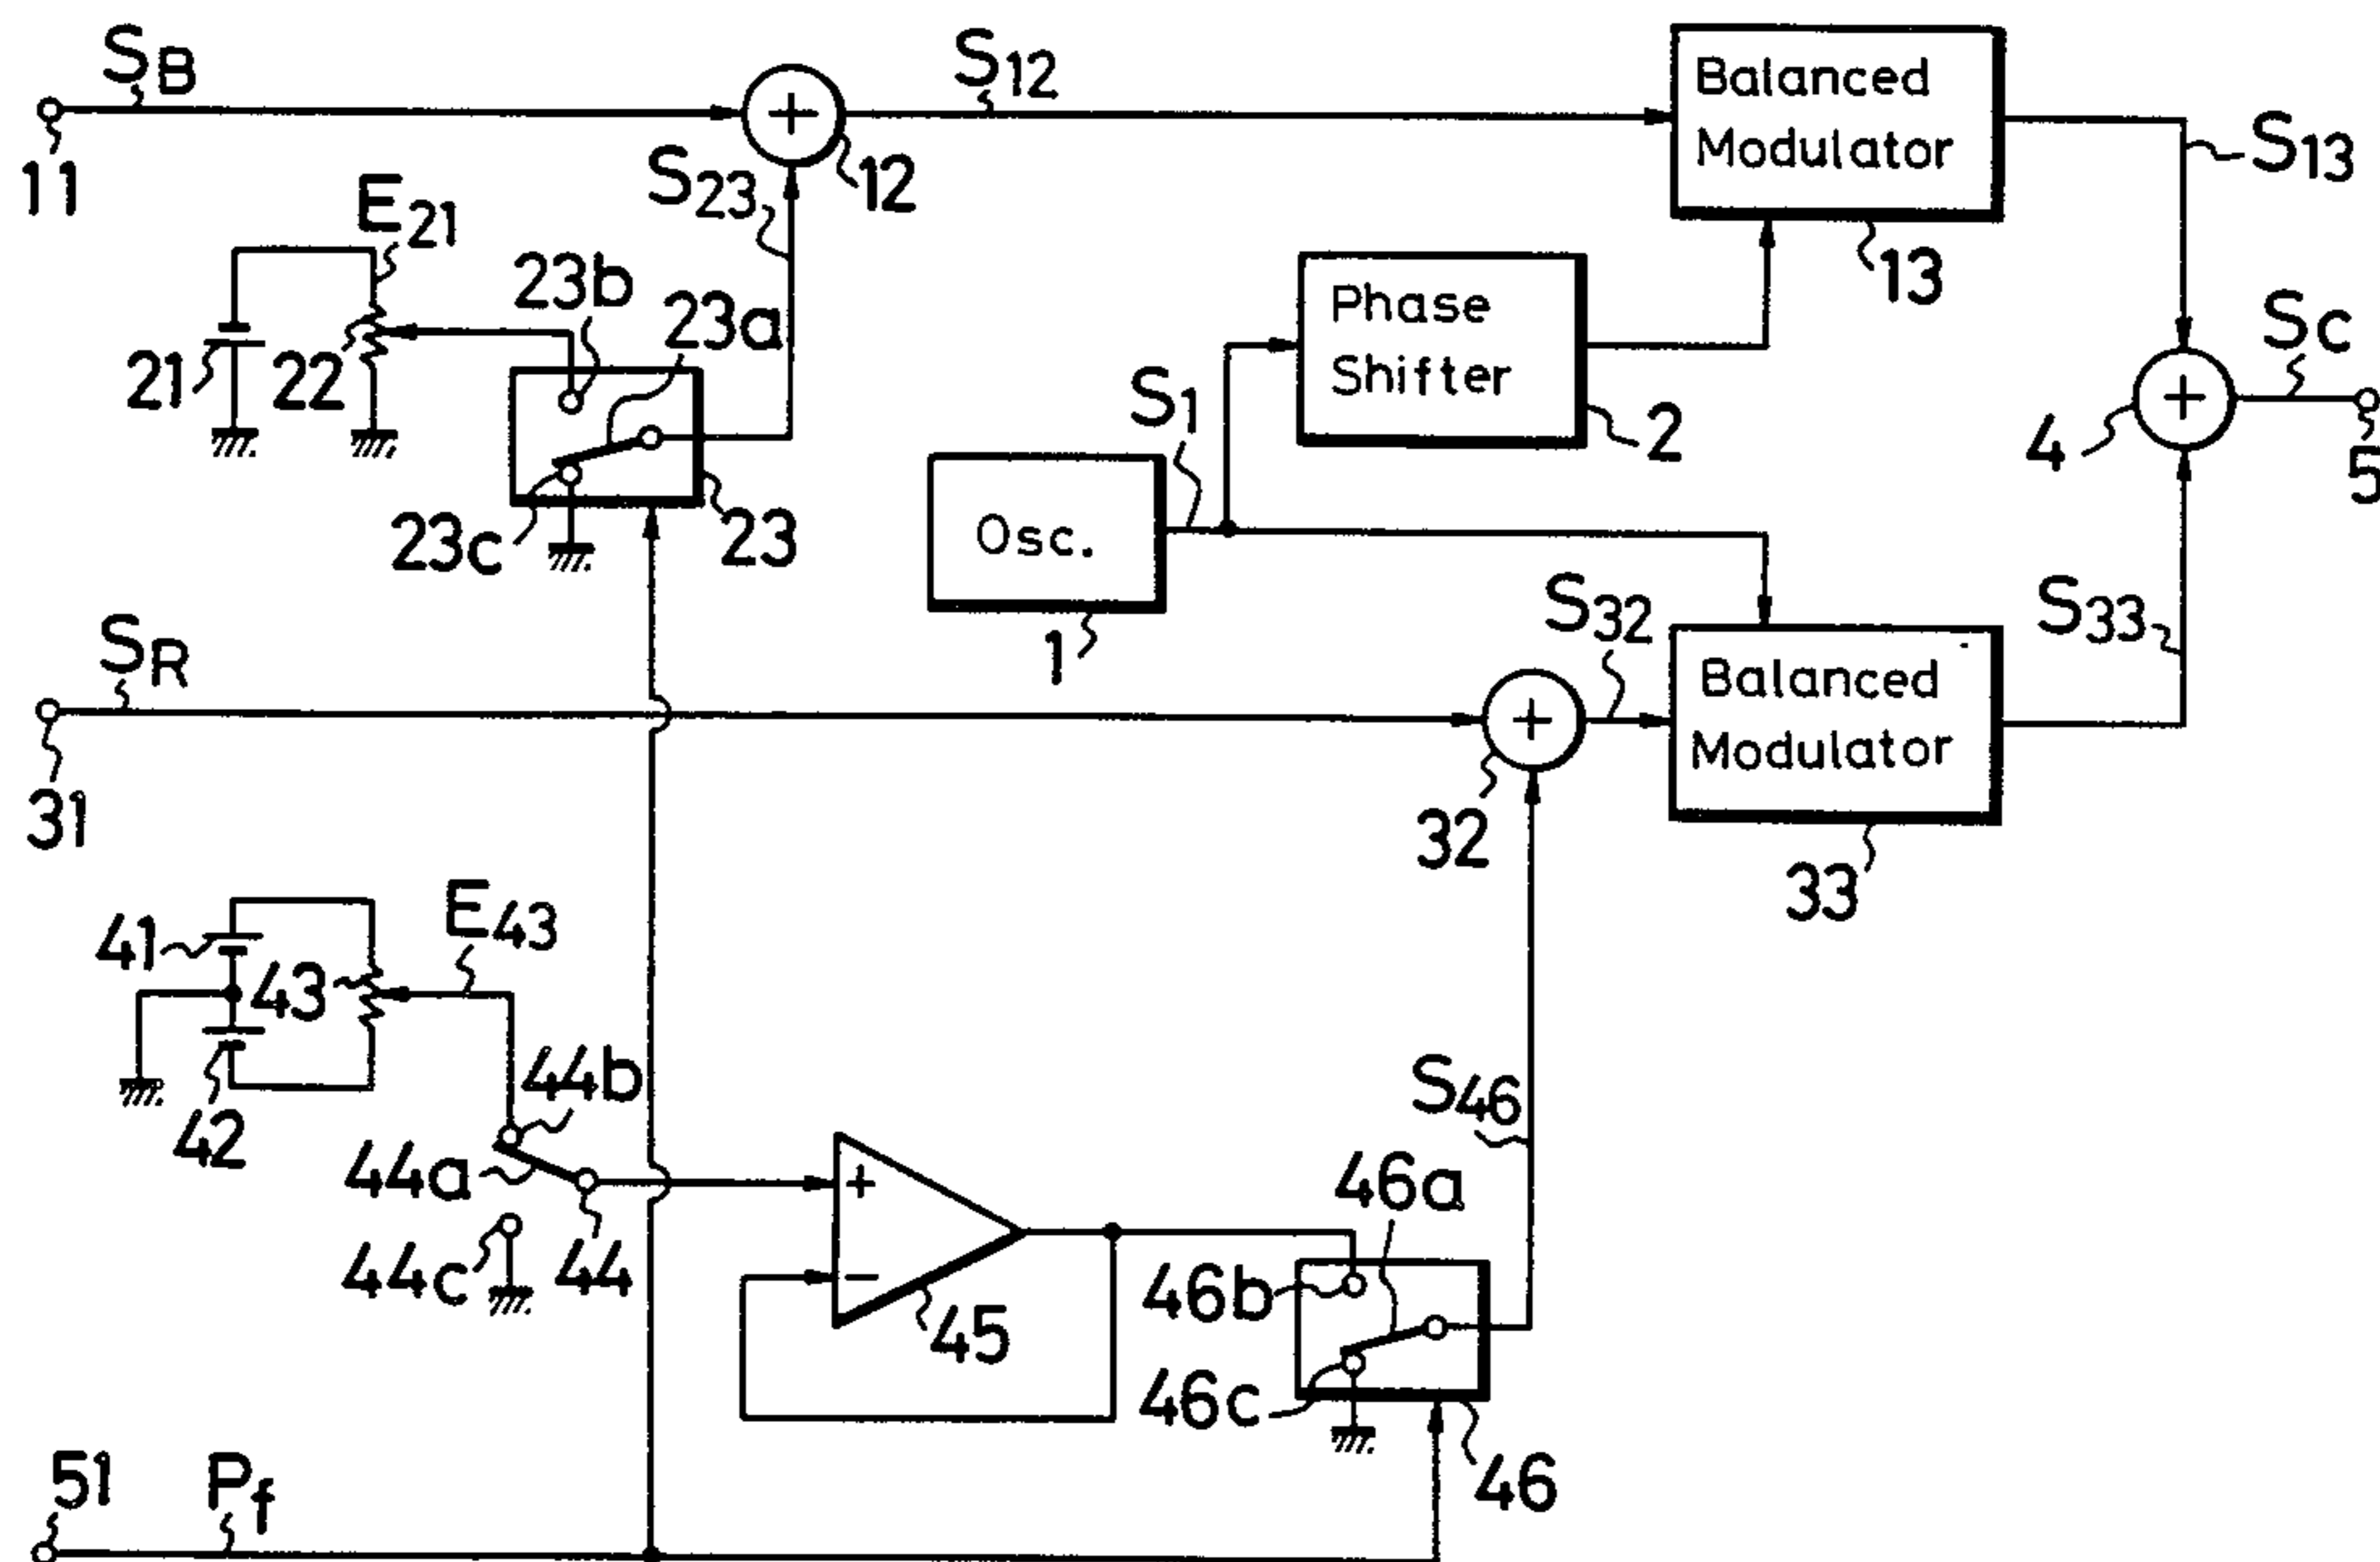 SB
S12
Balanced
Modulator
S13
11
12
S23
E21
23b
23a
13
Phase
Shifter
SC
21
22
S1
2
4
5
23c
23
Osc.
1
S32
S33
SR
Balanced
Modulator
31
32
33
41
E43
43
44b
42
44a
S46
46a
44c
44
+
−
45
46b
46c
46
51
Pf